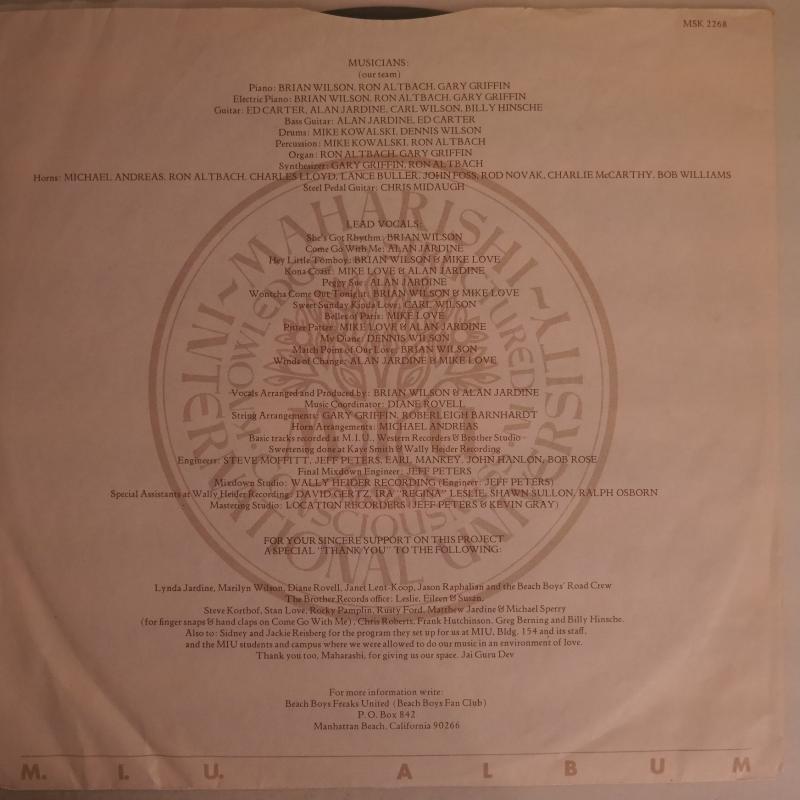 MSK 2268
MUSICIANS:
(our team)
Piano: BRIAN WILSON, RON ALTBACH, GARY GRIFFIN
Electric Piano: BRIAN WILSON, RON ALTBACH, GARY GRIFFIN
Guitar: ED CARTER, ALAN JARDINE, CARL WILSON, BILLY HINSCHE
Bass Guitar: ALAN JARDINE, ED CARTER
Drums: MIKE KOWALSKI, DENNIS WILSON
Percussion: MIKE KOWALSKI, RON ALTBACH
Organ: RON ALTBACH, GARY GRIFFIN
Synthesizer: GARY GRIFFIN, RON ALTBACH
Horns: MICHAEL ANDREAS, RON ALTBACH, CHARLES LLOYD, LANCE BULLER, JOHN FOSS, ROD NOVAK, CHARLIE McCARTHY, BOB WILLIAMS
Steel Pedal Guitar: CHRIS MIDAUGH
LEAD VOCALS:
She's Got Rhythm: BRIAN WILSON
Come Go With Me: ALAN JARDINE
Hey Little Tomboy: BRIAN WILSON & MIKE LOVE
Kona Coast: MIKE LOVE & ALAN JARDINE
Peggy Sue: ALAN JARDINE
Wontcha Come Out Tonight: BRIAN WILSON & MIKE LOVE
Sweet Sunday Kinda Love: CARL WILSON
Belles of Paris: MIKE LOVE
Pitter Patter: MIKE LOVE & ALAN JARDINE
My Diane: DENNIS WILSON
Match Point of Our Love: BRIAN WILSON
Winds of Change: ALAN JARDINE & MIKE LOVE
Vocals Arranged and Produced by: BRIAN WILSON & ALAN JARDINE
Music Coordinator: DIANE ROVELL
String Arrangements: GARY GRIFFIN, ROBERLEIGH BARNHARDT
Horn Arrangements: MICHAEL ANDREAS
Basic tracks recorded at M.I.U., Western Recorders & Brother Studio
Sweetening done at Kaye Smith & Wally Heider Recording
Engineers: STEVE MOFFITT, JEFF PETERS, EARL MANKEY, JOHN HANLON, BOB ROSE
Final Mixdown Engineer: JEFF PETERS
Mixdown Studio: WALLY HEIDER RECORDING (Engineer: JEFF PETERS)
Special Assistants at Wally Heider Recording: DAVID GERTZ, IRA "REGINA" LESLIE, SHAWN SULLON, RALPH OSBORN
Mastering Studio: LOCATION RECORDERS (JEFF PETERS & KEVIN GRAY)
FOR YOUR SINCERE SUPPORT ON THIS PROJECT
A SPECIAL "THANK YOU" TO THE FOLLOWING:
Lynda Jardine, Marilyn Wilson, Diane Rovell, Janet Lent-Koop, Jason Raphalian and the Beach Boys' Road Crew
The Brother Records office: Leslie, Eileen & Susan,
Steve Korthof, Stan Love, Rocky Pamplin, Rusty Ford, Matthew Jardine & Michael Sperry
(for finger snaps & hand claps on Come Go With Me), Chris Roberts, Frank Hutchinson, Greg Berning and Billy Hinsche.
Also to: Sidney and Jackie Reisberg for the program they set up for us at MIU, Bldg. 154 and its staff,
and the MIU students and campus where we were allowed to do our music in an environment of love.
Thank you too, Maharashi, for giving us our space. Jai Guru Dev
For more information write:
Beach Boys Freaks United (Beach Boys Fan Club)
P.O. Box 842
Manhattan Beach, California 90266
M. I. U. ALBUM
MAHARISHI INTERNATIONAL UNIVERSITY